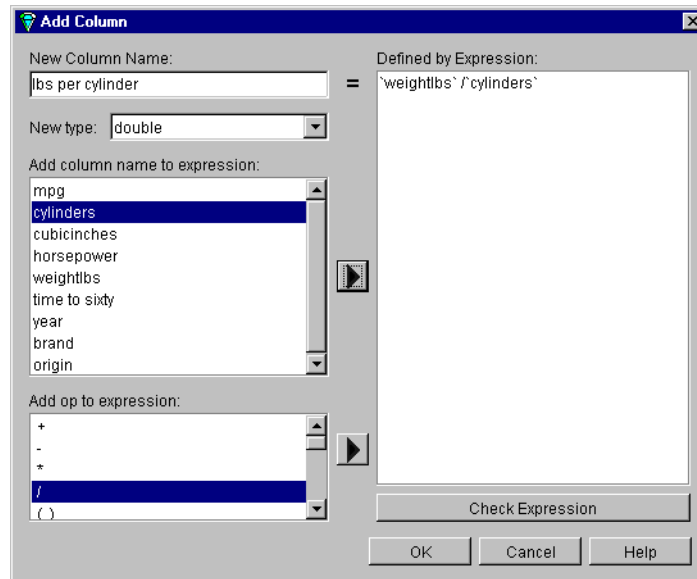 Add Column
New Column Name:
lbs per cylinder
=
New type: double
Add column name to expression:
mpg
cylinders
cubicinches
horsepower
weightlbs
time to sixty
year
brand
origin
Add op to expression:
+
-
*
/
( )
Defined by Expression:
`weightlbs` /`cylinders`
Check Expression
OK Cancel Help